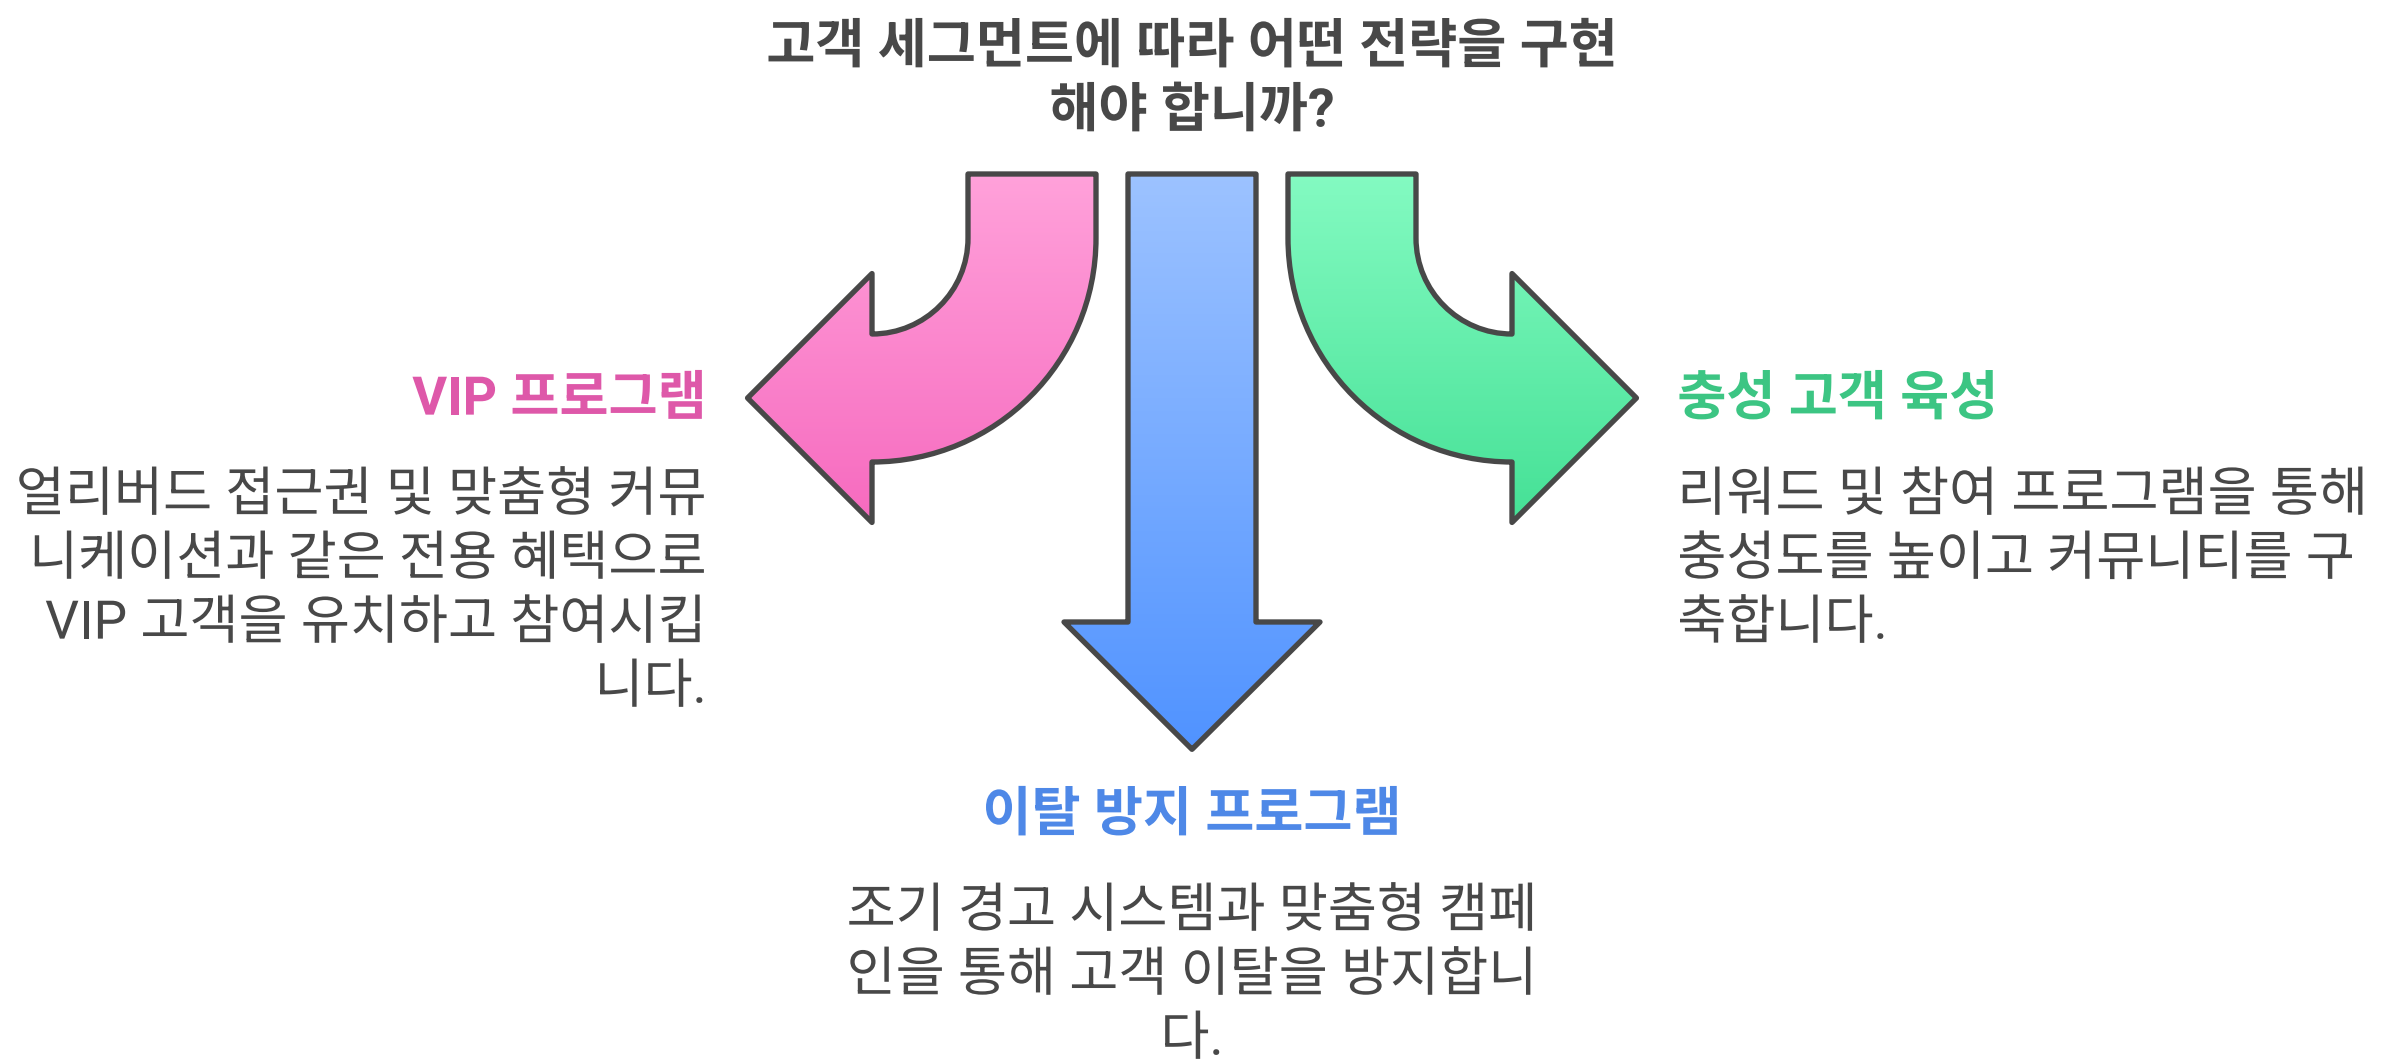 고객 세그먼트에 따라 어떤 전략을 구현
해야 합니까?
VIP 프로그램
얼리버드 접근권 및 맞춤형 커뮤
니케이션과 같은 전용 혜택으로
VIP 고객을 유치하고 참여시킵
니다.
충성 고객 육성
리워드 및 참여 프로그램을 통해
충성도를 높이고 커뮤니티를 구
축합니다.
이탈 방지 프로그램
조기 경고 시스템과 맞춤형 캠페
인을 통해 고객 이탈을 방지합니
다.